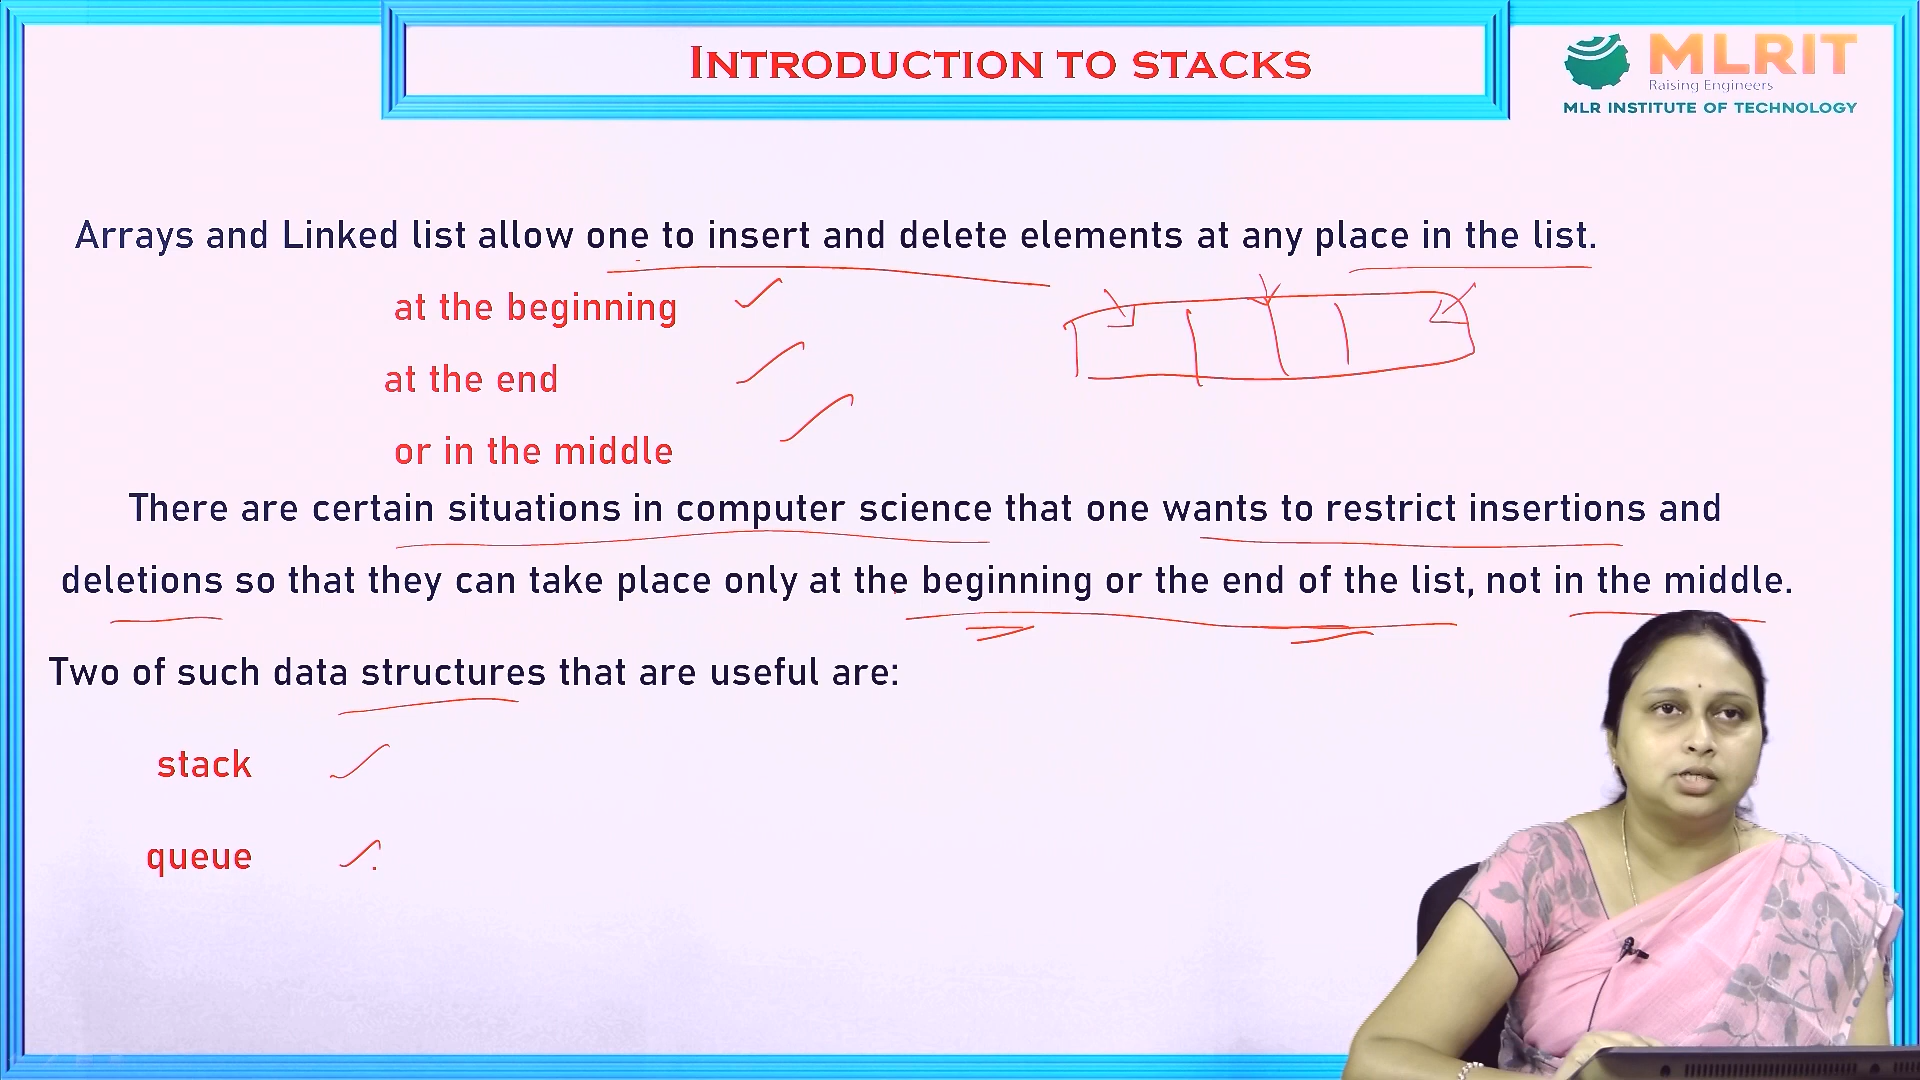 INTRODUCTION TO STACKS
MLRIT
Raising Engineers
MLR INSTITUTE OF TECHNOLOGY
Arrays and Linked list allow one to insert and delete elements at any place in the list.
at the beginning
at the end
or in the middle
There are certain situations in computer science that one wants to restrict insertions and
deletions so that they can take place only at the beginning or the end of the list, not in the middle.
Two of such data structures that are useful are:
stack
queue